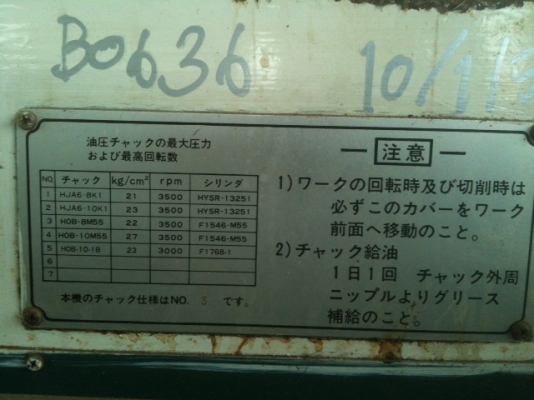 B0636
10/1/
油圧チャックの最大圧力
および最高回転数
NO. チャック kg/cm² rpm シリンダ
1 HJA6-8K1 21 3500 HYSR-13251
2 HJA6-10K1 23 3500 HYSR-13251
3 HOB-8M55 22 3500 F1546-M55
4 HOB-10M55 27 3500 F1546-M55
5 HOS-10-18 23 3000 F1768-1
6
7
本機のチャック仕様はNO. 3 です。
注意
1)ワークの回転時及び切削時は
必ずこのカバーをワーク
前面へ移動のこと。
2)チャック給油
1日1回 チャック外周
ニップルよりグリース
補給のこと。